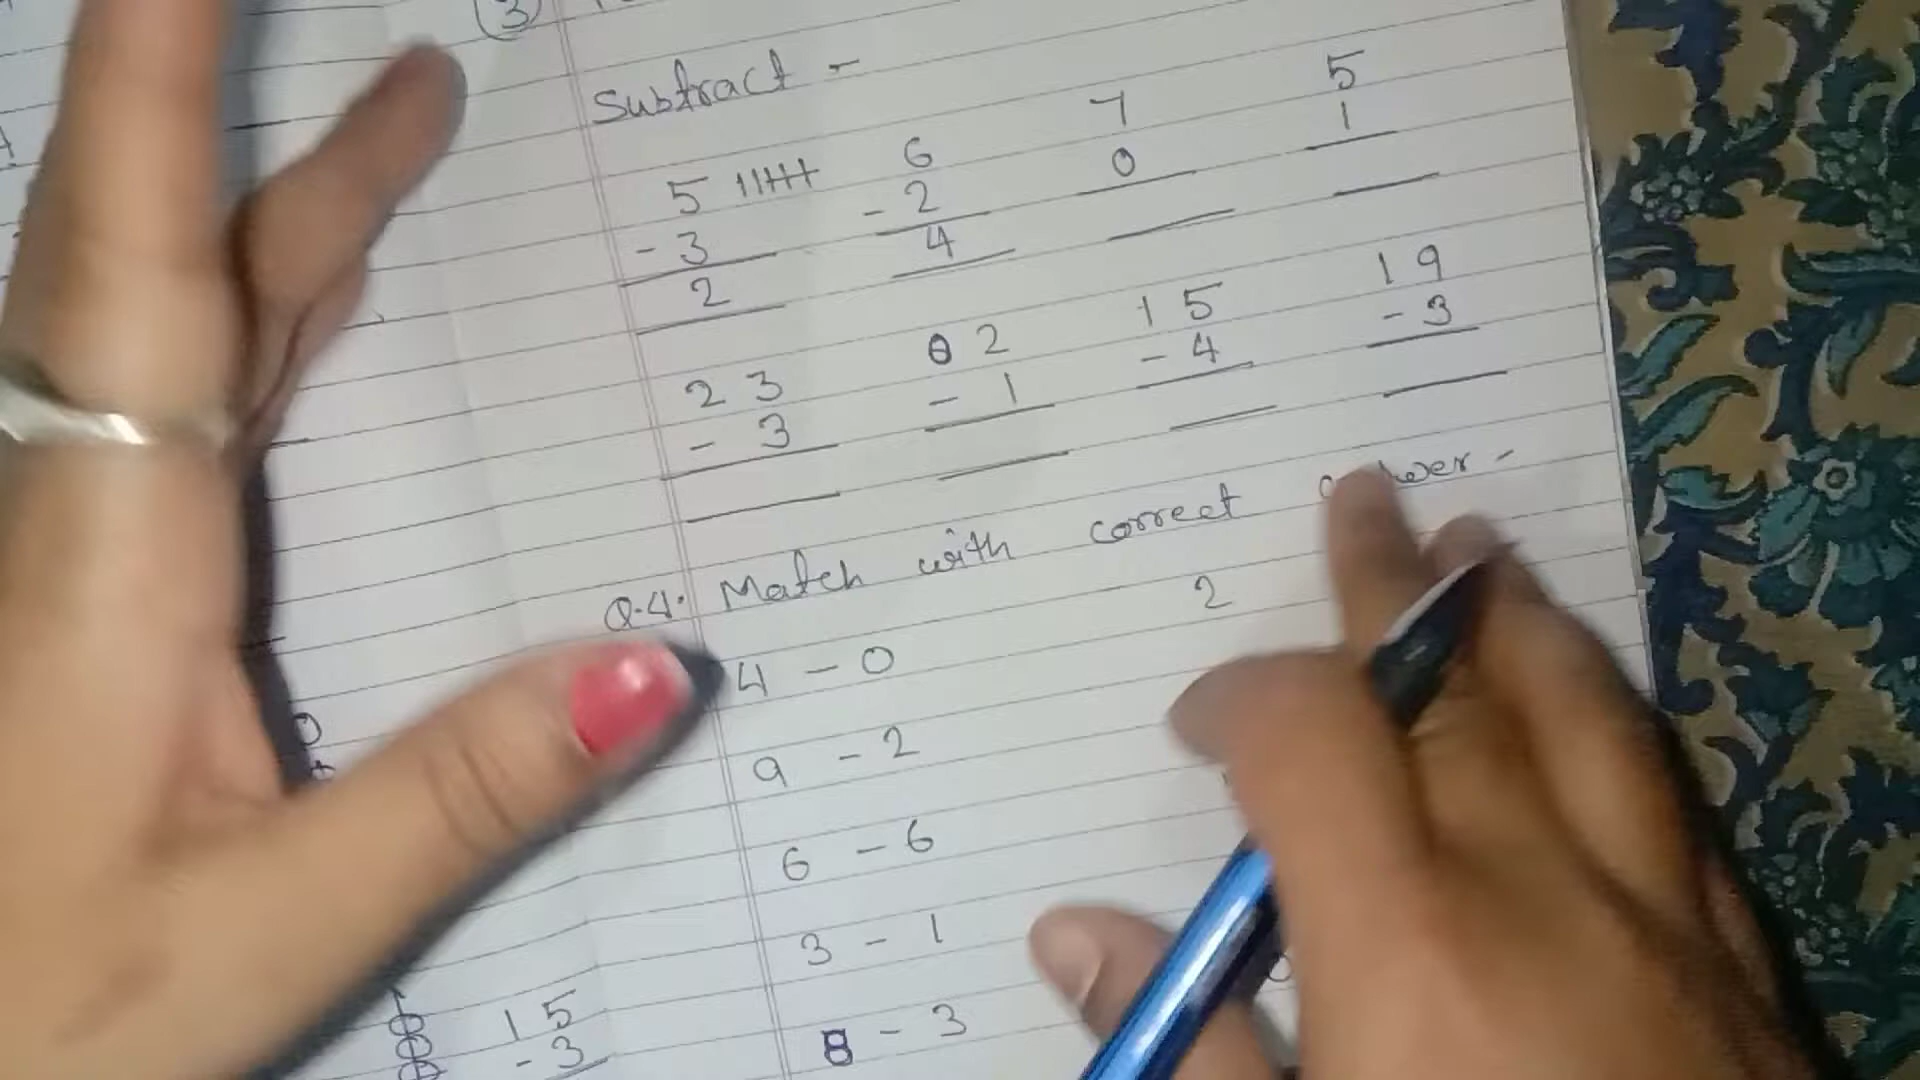 3
Subtract -
5 6 7 5
- 3 - 2 0 1
2 4
23 02 15 19
- 3 - 1 - 4 - 3
Q.4. Match with correct answer -
4 - 0 2
9 - 2
6 - 6
3 - 1
8 - 3
15
- 3